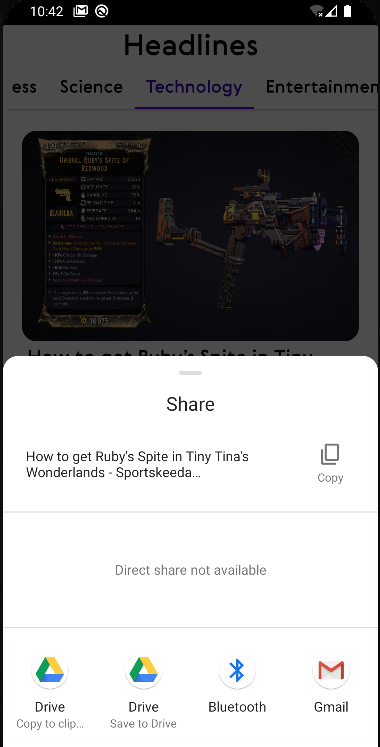 10:42
Headlines
ess Science Technology Entertainmen
UMBRAL RUBY'S SPITE OF
REDWOOD
How to get Ruby's Spite in Tiny
Share
How to get Ruby's Spite in Tiny Tina's
Wonderlands - Sportskeeda...
Copy
Direct share not available
Drive Drive Bluetooth Gmail
Copy to clip... Save to Drive